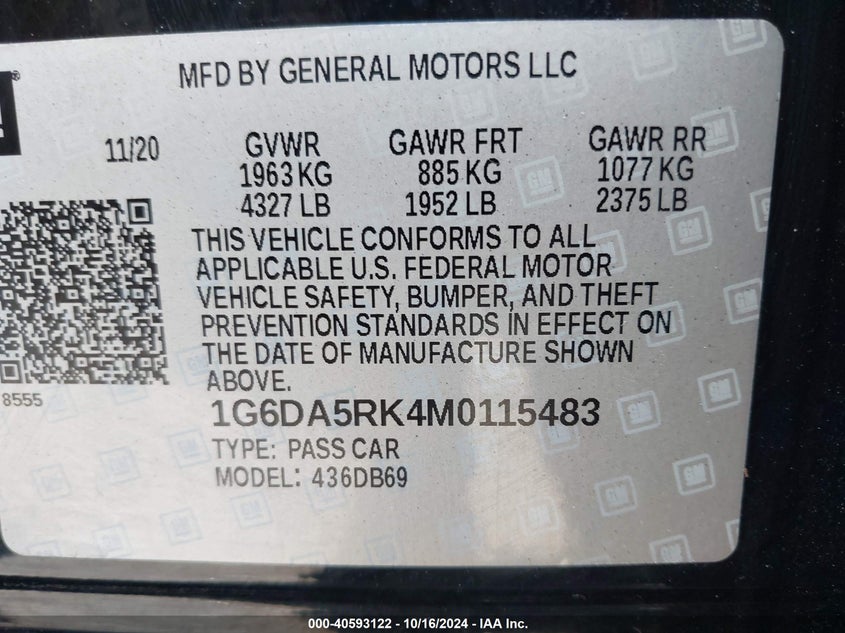 MFD BY GENERAL MOTORS LLC
11/20 GVWR GAWR FRT GAWR RR
1963 KG 885 KG 1077 KG
4327 LB 1952 LB 2375 LB
THIS VEHICLE CONFORMS TO ALL
APPLICABLE U.S. FEDERAL MOTOR
VEHICLE SAFETY, BUMPER, AND THEFT
PREVENTION STANDARDS IN EFFECT ON
THE DATE OF MANUFACTURE SHOWN
ABOVE.
8555
1G6DA5RK4M0115483
TYPE: PASS CAR
MODEL: 436DB69
000-40593122 - 10/16/2024 - IAA Inc.